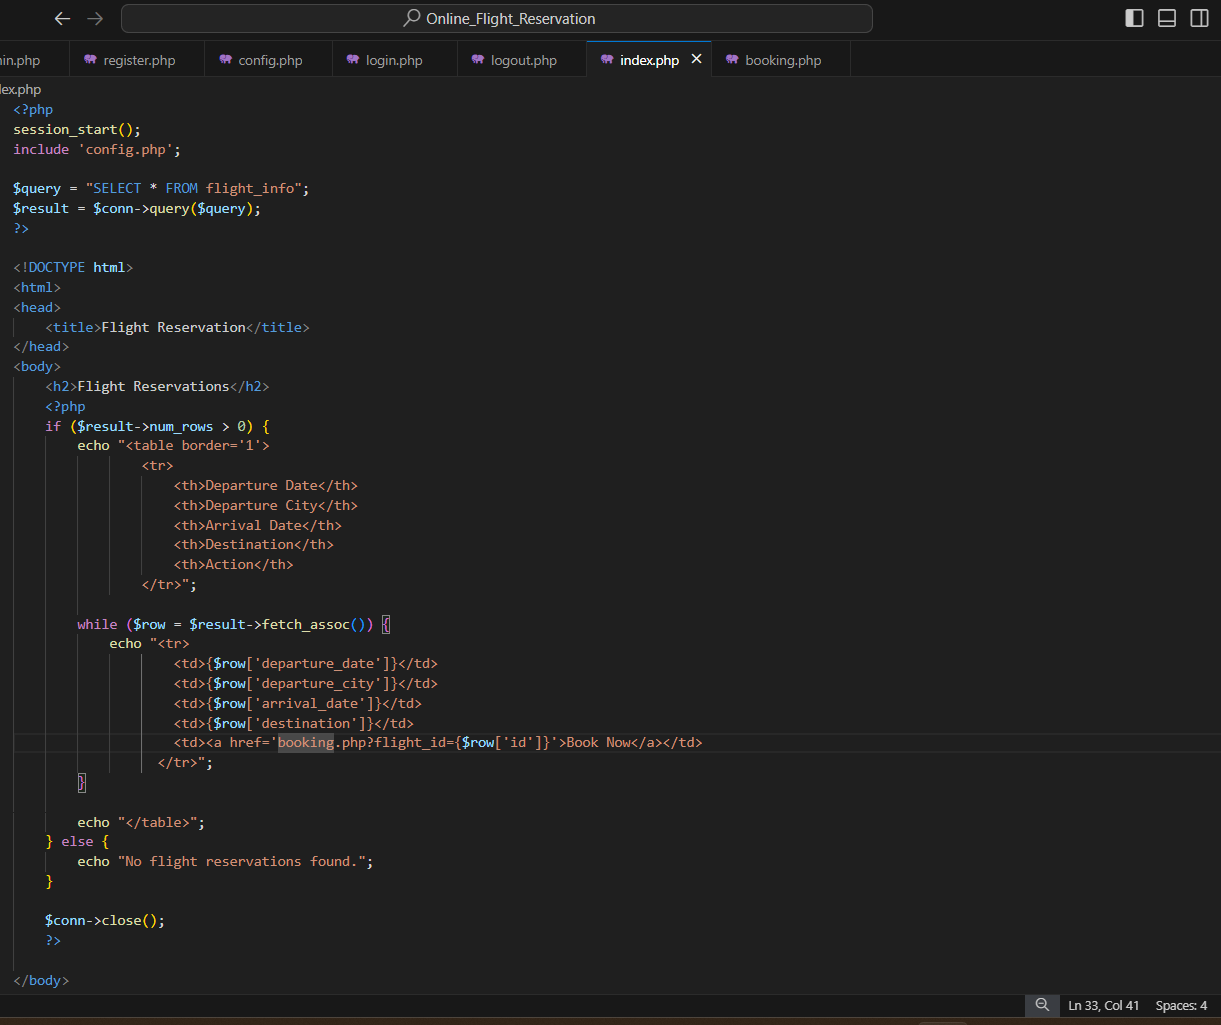 Online_Flight_Reservation
in.php register.php config.php login.php logout.php index.php booking.php
ex.php
<?php
session_start();
include 'config.php';
$query = "SELECT * FROM flight_info";
$result = $conn->query($query);
?>
<!DOCTYPE html>
<html>
<head>
    <title>Flight Reservation</title>
</head>
<body>
    <h2>Flight Reservations</h2>
    <?php
    if ($result->num_rows > 0) {
        echo "<table border='1'>
                <tr>
                    <th>Departure Date</th>
                    <th>Departure City</th>
                    <th>Arrival Date</th>
                    <th>Destination</th>
                    <th>Action</th>
                </tr>";
        while ($row = $result->fetch_assoc()) {
            echo "<tr>
                    <td>{$row['departure_date']}</td>
                    <td>{$row['departure_city']}</td>
                    <td>{$row['arrival_date']}</td>
                    <td>{$row['destination']}</td>
                    <td><a href='booking.php?flight_id={$row['id']}'>Book Now</a></td>
                  </tr>";
        }
        echo "</table>";
    } else {
        echo "No flight reservations found.";
    }
    $conn->close();
    ?>
</body>
Ln 33, Col 41 Spaces: 4